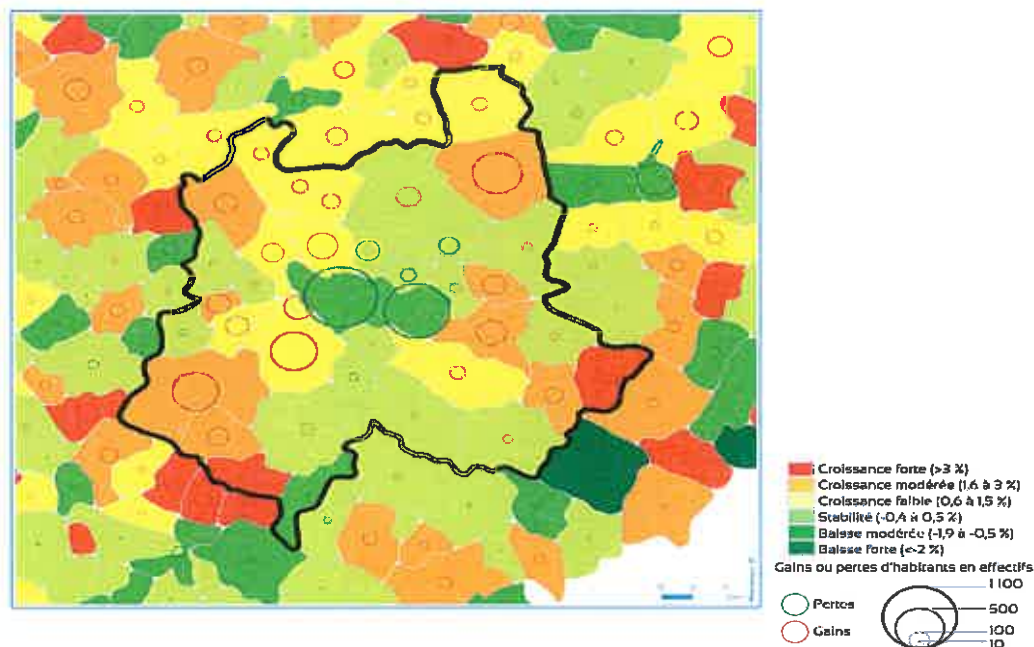 Croissance forte (>3 %)
Croissance modérée (1,6 à 3 %)
Croissance faible (0,6 à 1,5 %)
Stabilité (-0,4 à 0,5 %)
Baisse modérée (-1,9 à -0,5 %)
Baisse forte (<-2 %)
Gains ou pertes d'habitants en effectifs
1100
500
100
10
Pertes
Gains